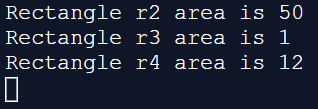 Rectangle r2 area is 50
Rectangle r3 area is 1
Rectangle r4 area is 12